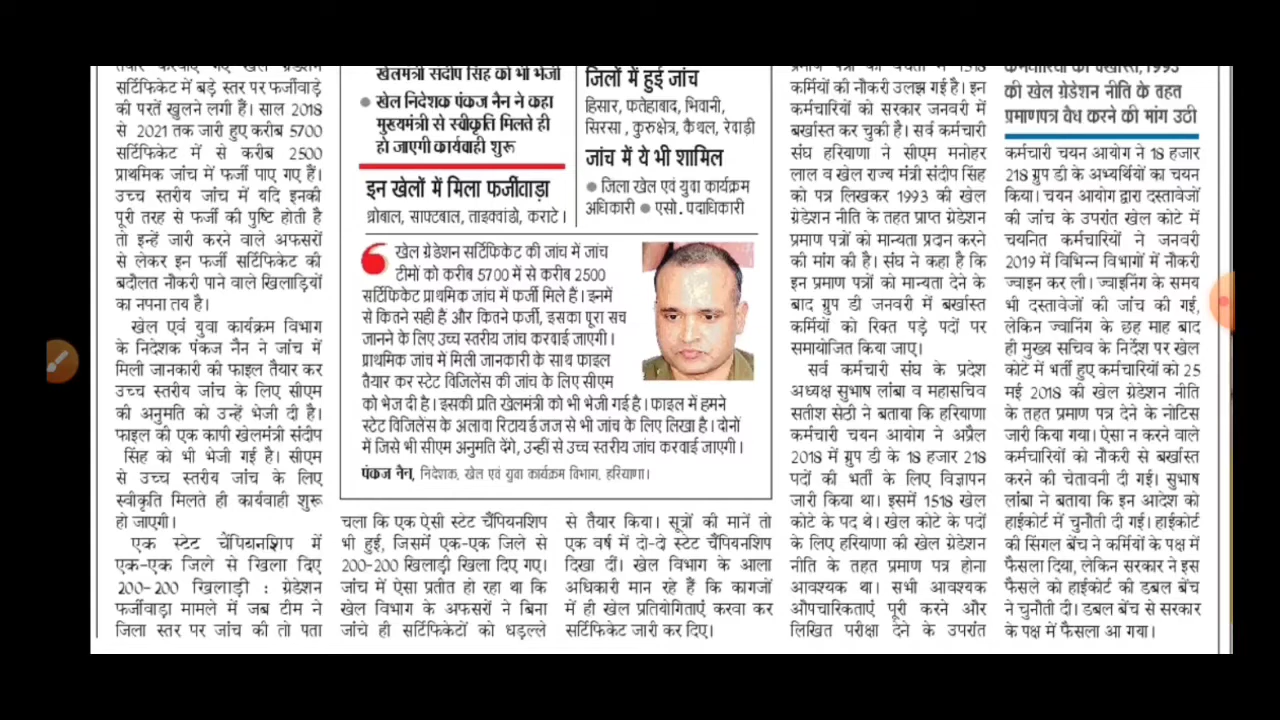 तैयार करवाए गए खेल ग्रेडेशन
सर्टिफिकेट में बड़े स्तर पर फर्जीवाड़े
की परतें खुलने लगी हैं। साल 2018
से 2021 तक जारी हुए करीब 5700
सर्टिफिकेट में से करीब 2500
प्राथमिक जांच में फर्जी पाए गए हैं।
उच्च स्तरीय जांच में यदि इनकी
पूरी तरह से फर्जी की पुष्टि होती है
तो इन्हें जारी करने वाले अफसरों
से लेकर इन फर्जी सर्टिफिकेट की
बदौलत नौकरी पाने वाले खिलाड़ियों
का नपना तय है।
खेल एवं युवा कार्यक्रम विभाग
के निदेशक पंकज नैन ने जांच में
मिली जानकारी की फाइल तैयार कर
उच्च स्तरीय जांच के लिए सीएम
की अनुमति को उन्हें भेजी दी है।
फाइल की एक कापी खेलमंत्री संदीप
सिंह को भी भेजी गई है। सीएम
से उच्च स्तरीय जांच के लिए
स्वीकृति मिलते ही कार्यवाही शुरू
हो जाएगी।
एक स्टेट चैंपियनशिप में
एक-एक जिले से खिला दिए
200-200 खिलाड़ी : ग्रेडेशन
फर्जीवाड़ा मामले में जब टीम ने
जिला स्तर पर जांच की तो पता
खेलमंत्री संदीप सिंह को भी भेजी
● खेल निदेशक पंकज नैन ने कहा
मुख्यमंत्री से स्वीकृति मिलते ही
हो जाएगी कार्यवाही शुरू
इन खेलों में मिला फर्जीवाड़ा
थ्रोबाल, साफ्टबाल, ताइक्वांढो, कराटे।
जिलों में हुई जांच
हिसार, फतेहाबाद, भिवानी,
सिरसा, कुरुक्षेत्र, कैथल, रेवाड़ी
जांच में ये भी शामिल
● जिला खेल एवं युवा कार्यक्रम
अधिकारी ● एसो. पदाधिकारी
खेल ग्रेडेशन सर्टिफिकेट की जांच में जांच
टीमों को करीब 5700 में से करीब 2500
सर्टिफिकेट प्राथमिक जांच में फर्जी मिले हैं। इनमें
से कितने सही हैं और कितने फर्जी, इसका पूरा सच
जानने के लिए उच्च स्तरीय जांच करवाई जाएगी।
प्राथमिक जांच में मिली जानकारी के साथ फाइल
तैयार कर स्टेट विजिलेंस की जांच के लिए सीएम
को भेज दी है। इसकी प्रति खेलमंत्री को भी भेजी गई है। फाइल में हमने
स्टेट विजिलेंस के अलावा रिटायर्ड जज से भी जांच के लिए लिखा है। दोनों
में जिसे भी सीएम अनुमति देंगे, उन्हीं से उच्च स्तरीय जांच करवाई जाएगी।
पंकज नैन, निदेशक, खेल एवं युवा कार्यक्रम विभाग, हरियाणा।
चला कि एक ऐसी स्टेट चैंपियनशिप
भी हुई, जिसमें एक-एक जिले से
200-200 खिलाड़ी खिला दिए गए।
जांच में ऐसा प्रतीत हो रहा था कि
खेल विभाग के अफसरों ने बिना
जांचे ही सर्टिफिकेटों को धड़ल्ले
से तैयार किया। सूत्रों की मानें तो
एक वर्ष में दो-दो स्टेट चैंपियनशिप
दिखा दीं। खेल विभाग के आला
अधिकारी मान रहे हैं कि कागजों
में ही खेल प्रतियोगिताएं करवा कर
सर्टिफिकेट जारी कर दिए।
प्रमाण पत्रों की वैधता में 1518
कर्मियों की नौकरी उलझ गई है। इन
कर्मचारियों को सरकार जनवरी में
बर्खास्त कर चुकी है। सर्व कर्मचारी
संघ हरियाणा ने सीएम मनोहर
लाल व खेल राज्य मंत्री संदीप सिंह
को पत्र लिखकर 1993 की खेल
ग्रेडेशन नीति के तहत प्राप्त ग्रेडेशन
प्रमाण पत्रों को मान्यता प्रदान करने
की मांग की है। संघ ने कहा है कि
इन प्रमाण पत्रों को मान्यता देने के
बाद ग्रुप डी जनवरी में बर्खास्त
कर्मियों को रिक्त पड़े पदों पर
समायोजित किया जाए।
सर्व कर्मचारी संघ के प्रदेश
अध्यक्ष सुभाष लांबा व महासचिव
सतीश सेठी ने बताया कि हरियाणा
कर्मचारी चयन आयोग ने अप्रैल
2018 में ग्रुप डी के 18 हजार 218
पदों की भर्ती के लिए विज्ञापन
जारी किया था। इसमें 1518 खेल
कोटे के पद थे। खेल कोटे के पदों
के लिए हरियाणा की खेल ग्रेडेशन
नीति के तहत प्रमाण पत्र होना
आवश्यक था। सभी आवश्यक
औपचारिकताएं पूरी करने और
लिखित परीक्षा देने के उपरांत
कर्मचारियों को बर्खास्त, 1993
की खेल ग्रेडेशन नीति के तहत
प्रमाणपत्र वैध करने की मांग उठी
कर्मचारी चयन आयोग ने 18 हजार
218 ग्रुप डी के अभ्यर्थियों का चयन
किया। चयन आयोग द्वारा दस्तावेजों
की जांच के उपरांत खेल कोटे में
चयनित कर्मचारियों ने जनवरी
2019 में विभिन्न विभागों में नौकरी
ज्वाइन कर ली। ज्वाइनिंग के समय
भी दस्तावेजों की जांच की गई,
लेकिन ज्वानिंग के छह माह बाद
ही मुख्य सचिव के निर्देश पर खेल
कोटे में भर्ती हुए कर्मचारियों को 25
मई 2018 की खेल ग्रेडेशन नीति
के तहत प्रमाण पत्र देने के नोटिस
जारी किया गया। ऐसा न करने वाले
कर्मचारियों को नौकरी से बर्खास्त
करने की चेतावनी दी गई। सुभाष
लांबा ने बताया कि इन आदेश को
हाईकोर्ट में चुनौती दी गई। हाईकोर्ट
की सिंगल बेंच ने कर्मियों के पक्ष में
फैसला दिया, लेकिन सरकार ने इस
फैसले को हाईकोर्ट की डबल बेंच
ने चुनौती दी। डबल बेंच से सरकार
के पक्ष में फैसला आ गया।